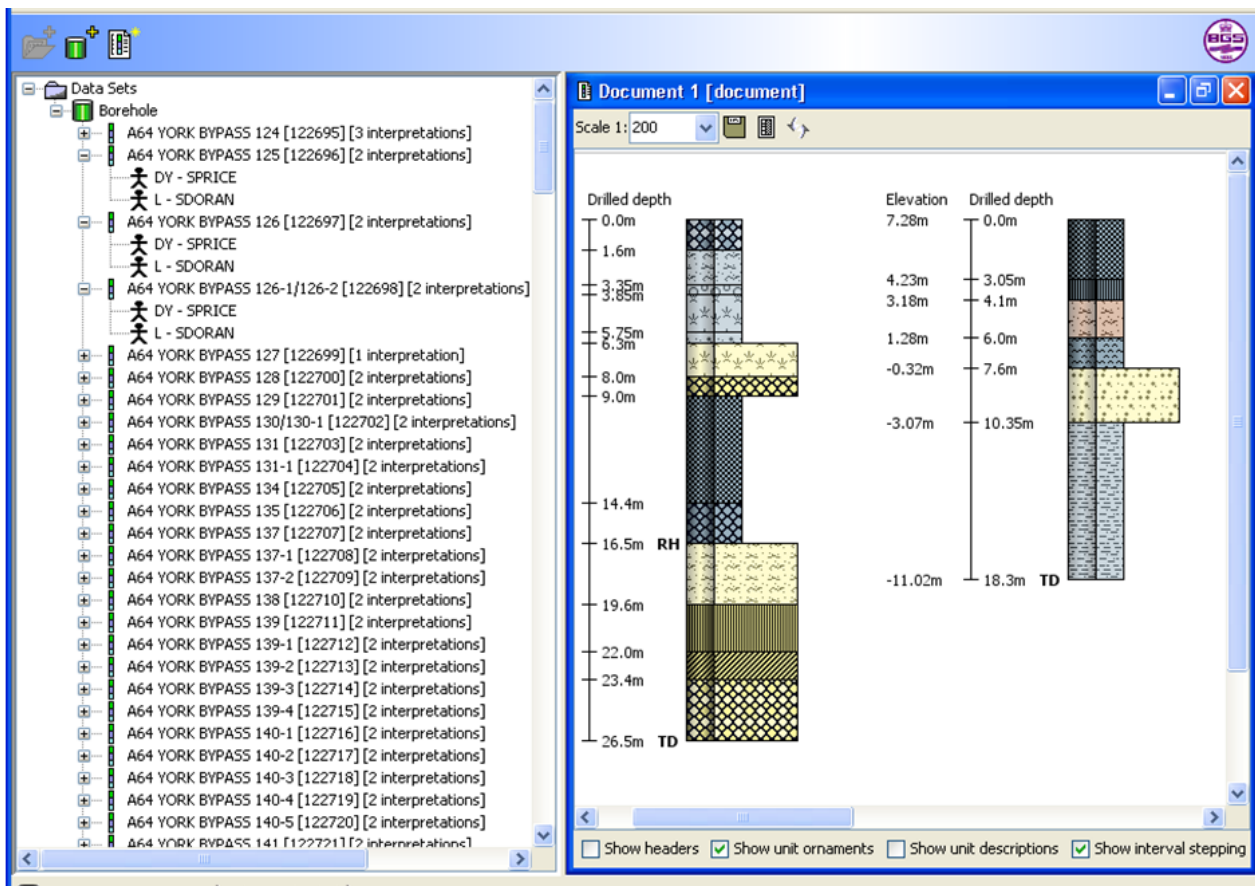 BGS
Data Sets
Borehole
A64 YORK BYPASS 124 [122695] [3 interpretations]
A64 YORK BYPASS 125 [122696] [2 interpretations]
DY - SPRICE
L - SDORAN
A64 YORK BYPASS 126 [122697] [2 interpretations]
DY - SPRICE
L - SDORAN
A64 YORK BYPASS 126-1/126-2 [122698] [2 interpretations]
DY - SPRICE
L - SDORAN
A64 YORK BYPASS 127 [122699] [1 interpretation]
A64 YORK BYPASS 128 [122700] [2 interpretations]
A64 YORK BYPASS 129 [122701] [2 interpretations]
A64 YORK BYPASS 130/130-1 [122702] [2 interpretations]
A64 YORK BYPASS 131 [122703] [2 interpretations]
A64 YORK BYPASS 131-1 [122704] [2 interpretations]
A64 YORK BYPASS 134 [122705] [2 interpretations]
A64 YORK BYPASS 135 [122706] [2 interpretations]
A64 YORK BYPASS 137 [122707] [2 interpretations]
A64 YORK BYPASS 137-1 [122708] [2 interpretations]
A64 YORK BYPASS 137-2 [122709] [2 interpretations]
A64 YORK BYPASS 138 [122710] [2 interpretations]
A64 YORK BYPASS 139 [122711] [2 interpretations]
A64 YORK BYPASS 139-1 [122712] [2 interpretations]
A64 YORK BYPASS 139-2 [122713] [2 interpretations]
A64 YORK BYPASS 139-3 [122714] [2 interpretations]
A64 YORK BYPASS 139-4 [122715] [2 interpretations]
A64 YORK BYPASS 140-1 [122716] [2 interpretations]
A64 YORK BYPASS 140-2 [122717] [2 interpretations]
A64 YORK BYPASS 140-3 [122718] [2 interpretations]
A64 YORK BYPASS 140-4 [122719] [2 interpretations]
A64 YORK BYPASS 140-5 [122720] [2 interpretations]
A64 YORK BYPASS 141 [122721] [2 interpretations]
Document 1 [document]
Scale 1: 200
Drilled depth
0.0m
1.6m
3.35m
3.85m
5.75m
6.3m
8.0m
9.0m
14.4m
16.5m RH
19.6m
22.0m
23.4m
26.5m TD
Elevation Drilled depth
7.28m 0.0m
4.23m 3.05m
3.18m 4.1m
1.28m 6.0m
-0.32m 7.6m
-3.07m 10.35m
-11.02m 18.3m TD
Show headers Show unit ornaments Show unit descriptions Show interval stepping